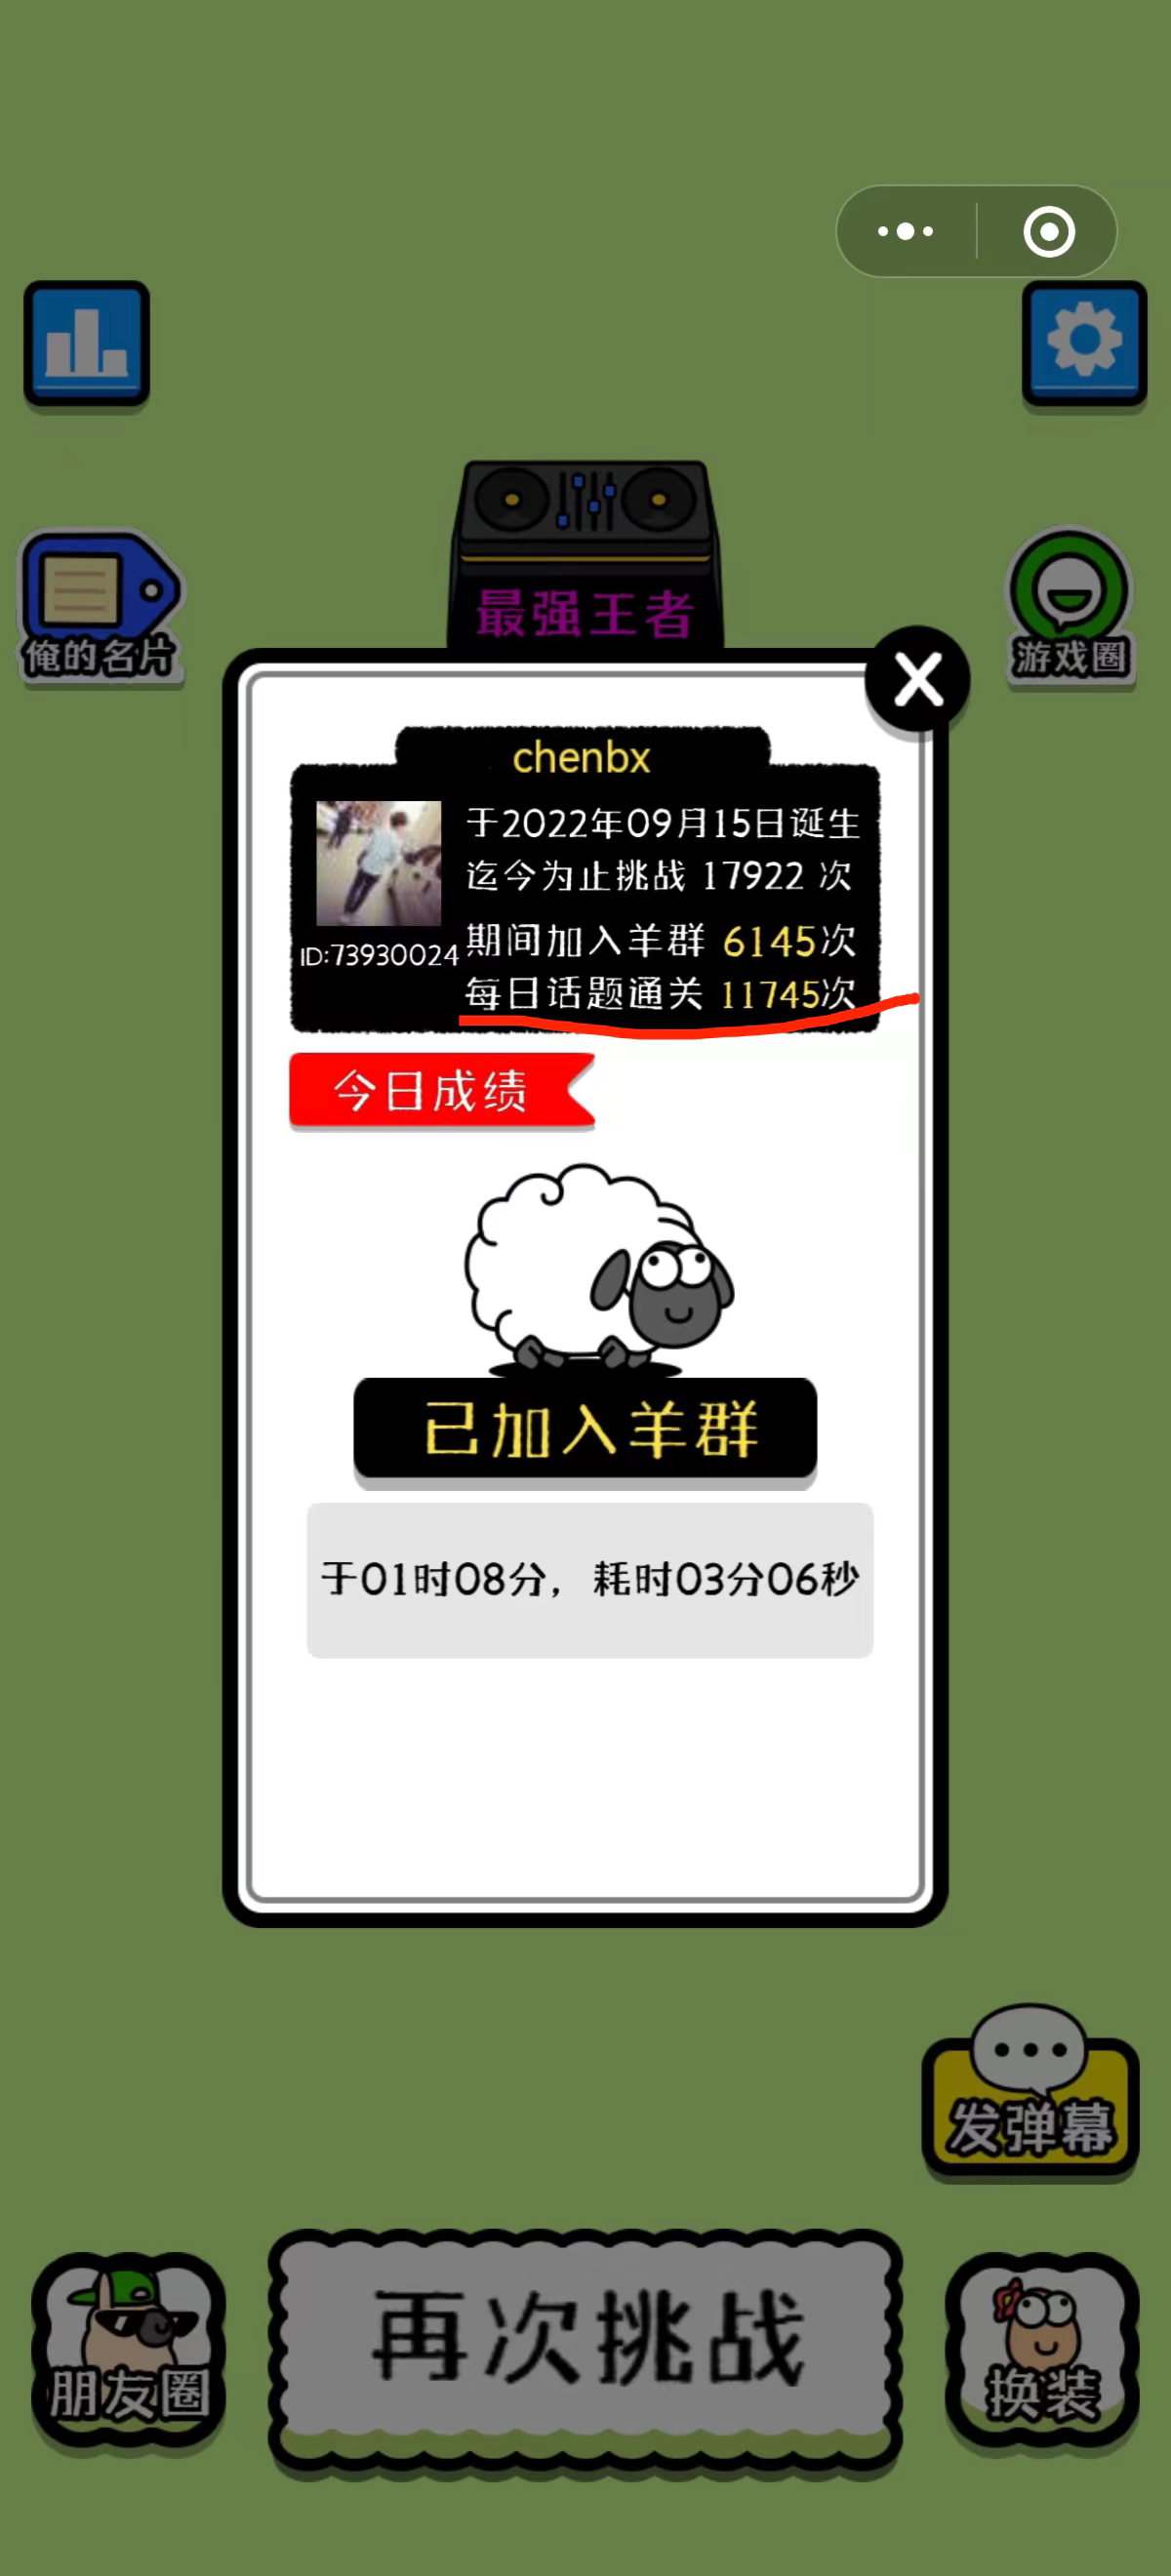 俺的名片
最强王者
游戏圈
X
chenbx
于2022年09月15日诞生
迄今为止挑战 17922 次
期间加入羊群 6145次
ID:73930024
每日话题通关 11745次
今日成绩
已加入羊群
于01时08分，耗时03分06秒
发弹幕
朋友圈
再次挑战
换装